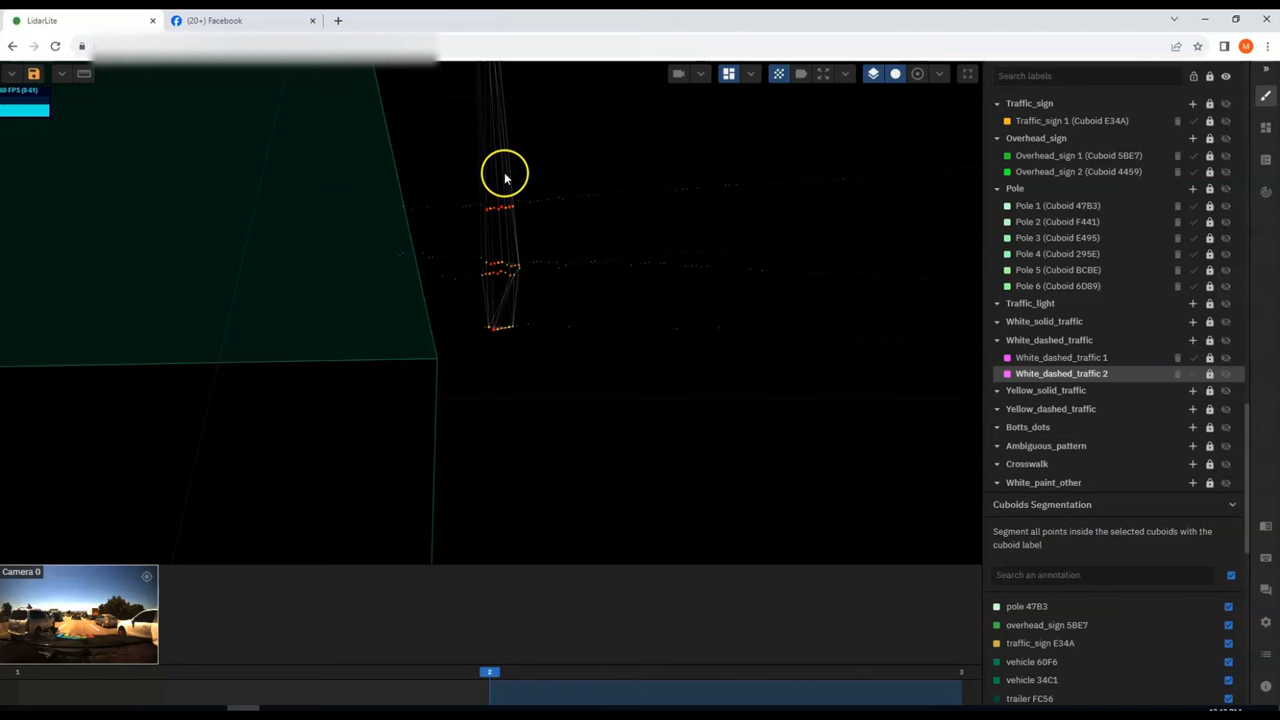 LidarLite
(20+) Facebook
M
60 FPS (0-61)
Search labels
Traffic_sign
Traffic_sign 1 (Cuboid E34A)
Overhead_sign
Overhead_sign 1 (Cuboid 5BE7)
Overhead_sign 2 (Cuboid 4459)
Pole
Pole 1 (Cuboid 47B3)
Pole 2 (Cuboid F441)
Pole 3 (Cuboid E495)
Pole 4 (Cuboid 295E)
Pole 5 (Cuboid BCBE)
Pole 6 (Cuboid 6D89)
Traffic_light
White_solid_traffic
White_dashed_traffic
White_dashed_traffic 1
White_dashed_traffic 2
Yellow_solid_traffic
Yellow_dashed_traffic
Botts_dots
Ambiguous_pattern
Crosswalk
White_paint_other
Cuboids Segmentation
Segment all points inside the selected cuboids with the
cuboid label
Search an annotation
pole 47B3
overhead_sign 5BE7
traffic_sign E34A
vehicle 60F6
vehicle 34C1
trailer FC56
Camera 0
1
2
3